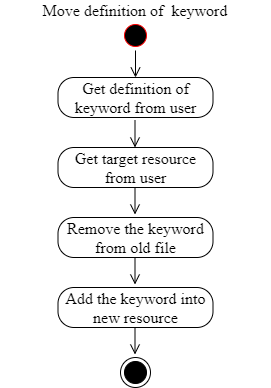 Move definition of keyword
Get definition of
keyword from user
Get target resource
from user
Remove the keyword
from old file
Add the keyword into
new resource